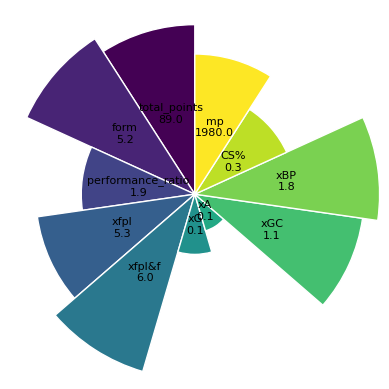 total_points
89.0
mp
1980.0
form
5.2
CS%
0.3
xBP
1.8
performance_ratio
1.9
xA
0.1
xG
0.1
xGC
1.1
xfpl
5.3
xfpl&f
6.0